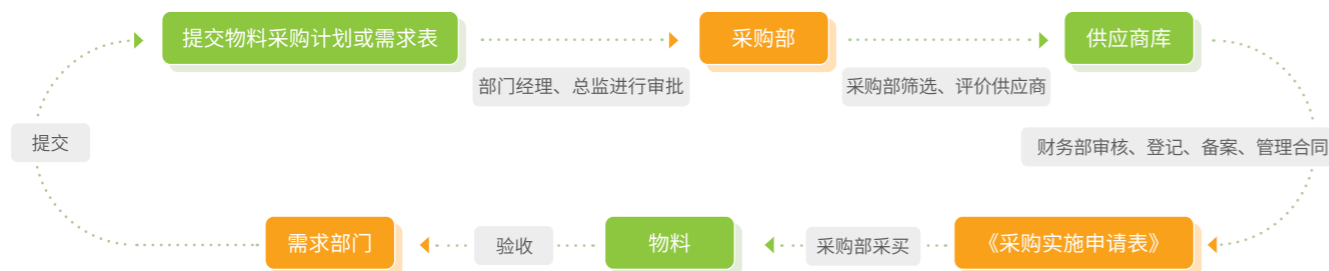 提交物料采购计划或需求表
采购部
供应商库
部门经理、总监进行审批
采购部筛选、评价供应商
提交
财务部审核、登记、备案、管理合同
需求部门
验收
物料
采购部采买
《采购实施申请表》